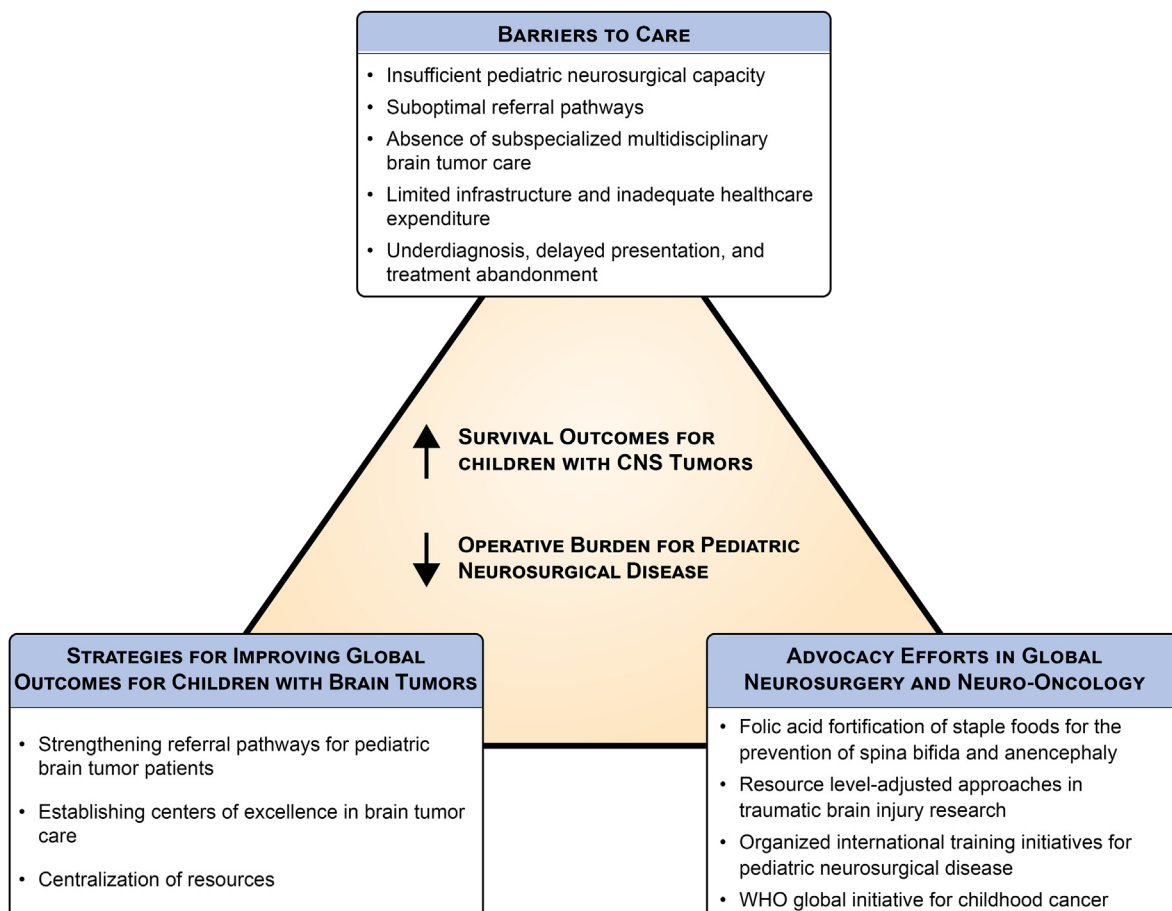 BARRIERS TO CARE
• Insufficient pediatric neurosurgical capacity
• Suboptimal referral pathways
• Absence of subspecialized multidisciplinary
brain tumor care
• Limited infrastructure and inadequate healthcare
expenditure
• Underdiagnosis, delayed presentation, and
treatment abandonment
SURVIVAL OUTCOMES FOR
CHILDREN WITH CNS TUMORS
OPERATIVE BURDEN FOR PEDIATRIC
NEUROSURGICAL DISEASE
STRATEGIES FOR IMPROVING GLOBAL
OUTCOMES FOR CHILDREN WITH BRAIN TUMORS
• Strengthening referral pathways for pediatric
brain tumor patients
• Establishing centers of excellence in brain tumor
care
• Centralization of resources
ADVOCACY EFFORTS IN GLOBAL
NEUROSURGERY AND NEURO-ONCOLOGY
• Folic acid fortification of staple foods for the
prevention of spina bifida and anencephaly
• Resource level-adjusted approaches in
traumatic brain injury research
• Organized international training initiatives for
pediatric neurosurgical disease
• WHO global initiative for childhood cancer